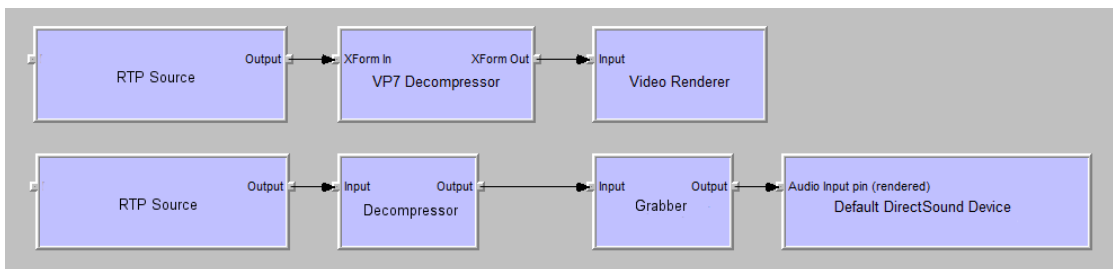 Output XForm In XForm Out Input
RTP Source VP7 Decompressor Video Renderer
Output Input Output Input Output Audio Input pin (rendered)
RTP Source Decompressor Grabber Default DirectSound Device